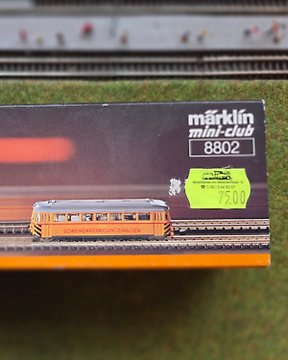 märklin
mini-club
8802
75,00
SCHIENENREINIGUNGSWAGEN